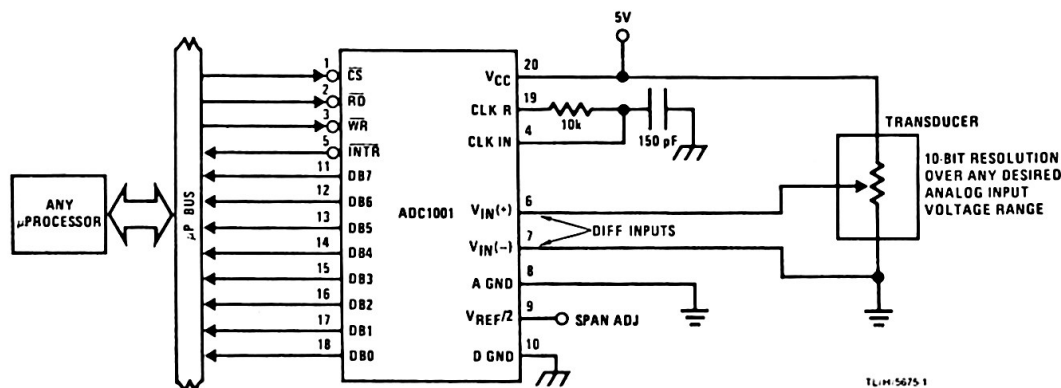 5V
1 CS
2 RD
3 WR
5 INTR
11 DB7
12 DB6
13 DB5
14 DB4
15 DB3
16 DB2
17 DB1
18 DB0
ANY
μPROCESSOR
μP BUS
ADC1001
VCC 20
CLK R 19
CLK IN 4
VIN(+) 6
VIN(−) 7
A GND 8
VREF/2 9
D GND 10
10k
150 pF
DIFF INPUTS
SPAN ADJ
TRANSDUCER
10-BIT RESOLUTION
OVER ANY DESIRED
ANALOG INPUT
VOLTAGE RANGE
TL/H/5675-1